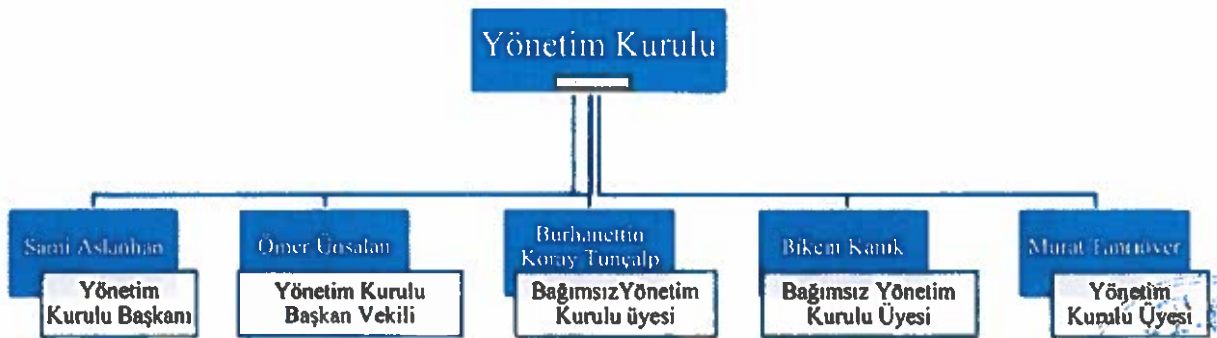 Yönetim Kurulu
Sami Aslanhan
Yönetim
Kurulu Başkanı
Ömer Ünsalan
Yönetim Kurulu
Başkan Vekili
Burhanettin
Koray Tunçalp
BağımsızYönetim
Kurulu üyesi
Bikem Kanık
Bağımsız Yönetim
Kurulu Üyesi
Murat Tanrıöver
Yönetim
Kurulu Üyesi